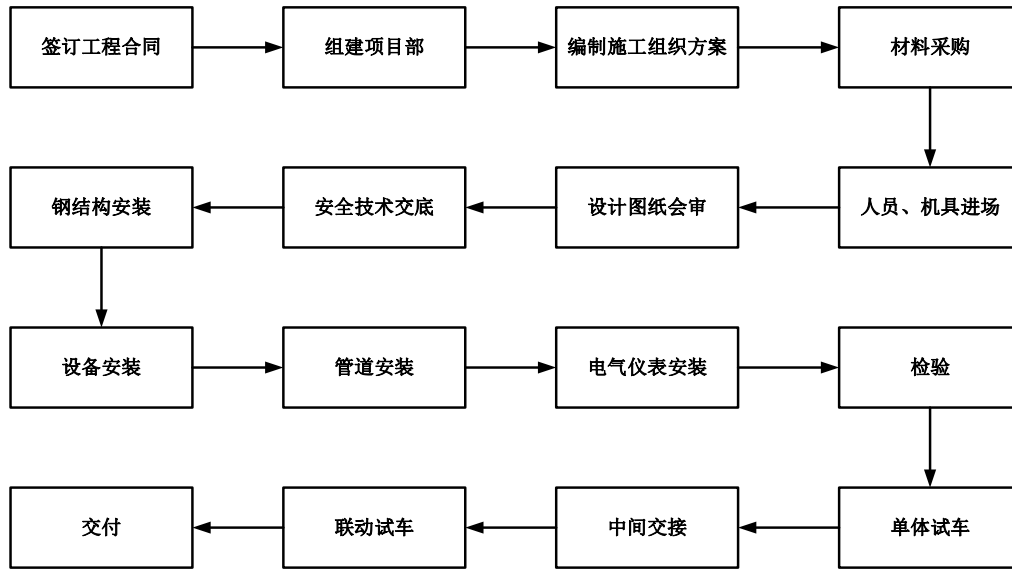 签订工程合同
组建项目部
编制施工组织方案
材料采购
人员、机具进场
设计图纸会审
安全技术交底
钢结构安装
设备安装
管道安装
电气仪表安装
检验
单体试车
中间交接
联动试车
交付